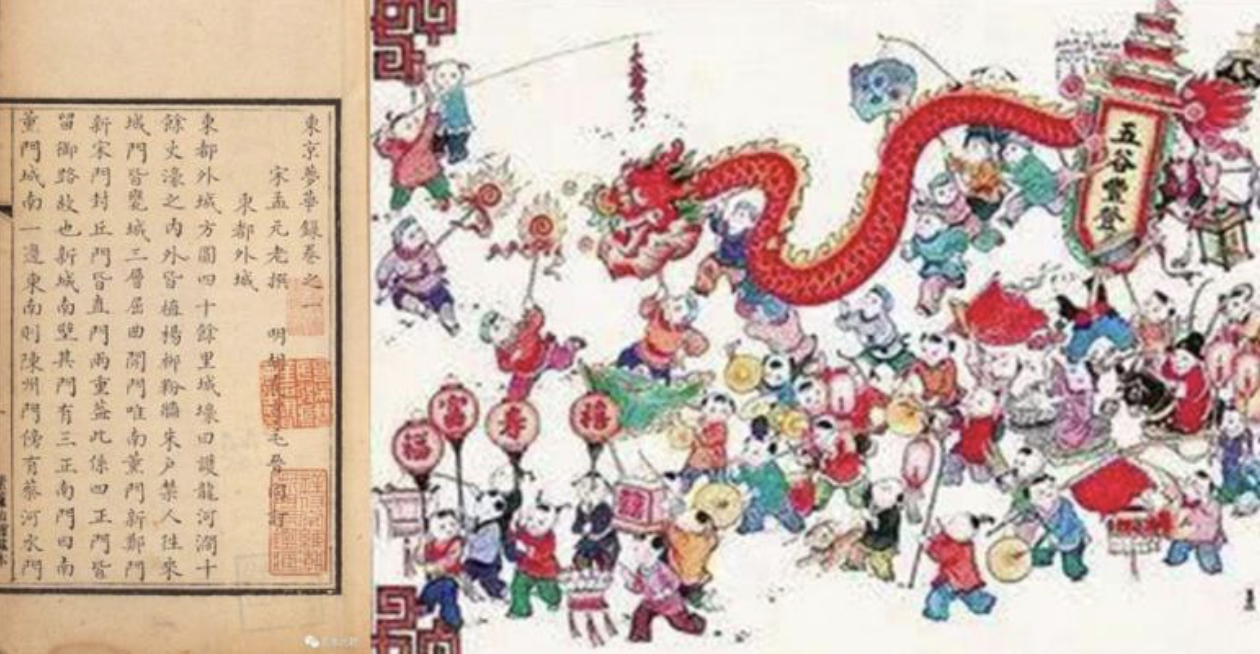 東京夢華錄卷之一
宋孟元老撰 明胡震亨毛晉同訂
東都外城
東都外城方圓四十餘里城壕曰護龍河濶十
餘丈濠之内外皆植楊柳粉牆朱户禁人往來
城門皆甕城三層屈曲開門唯南薰門新鄭門
新宋門封丘門皆直門兩重蓋此係四正門皆
留御路故也新城南壁其門有三正南門曰南
薰門城南一邊東南則陳州門傍有蔡河水門
五谷豐登
福
富
寿
禧